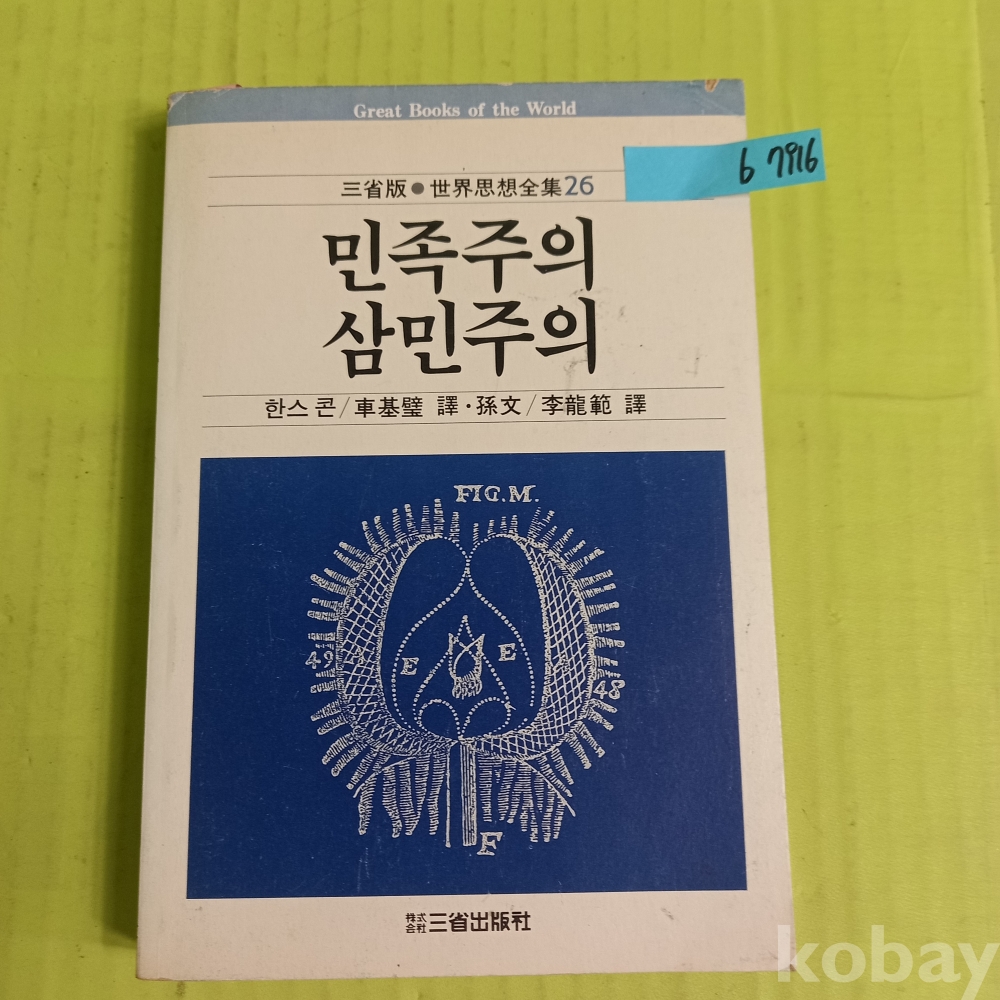 Great Books of the World
b 7916
三省版●世界思想全集26
민족주의
삼민주의
한스 콘/車基璧 譯·孫文/李龍範 譯
FIG.M.
49
E
E
48
F
株式
會社 三省出版社
kobay